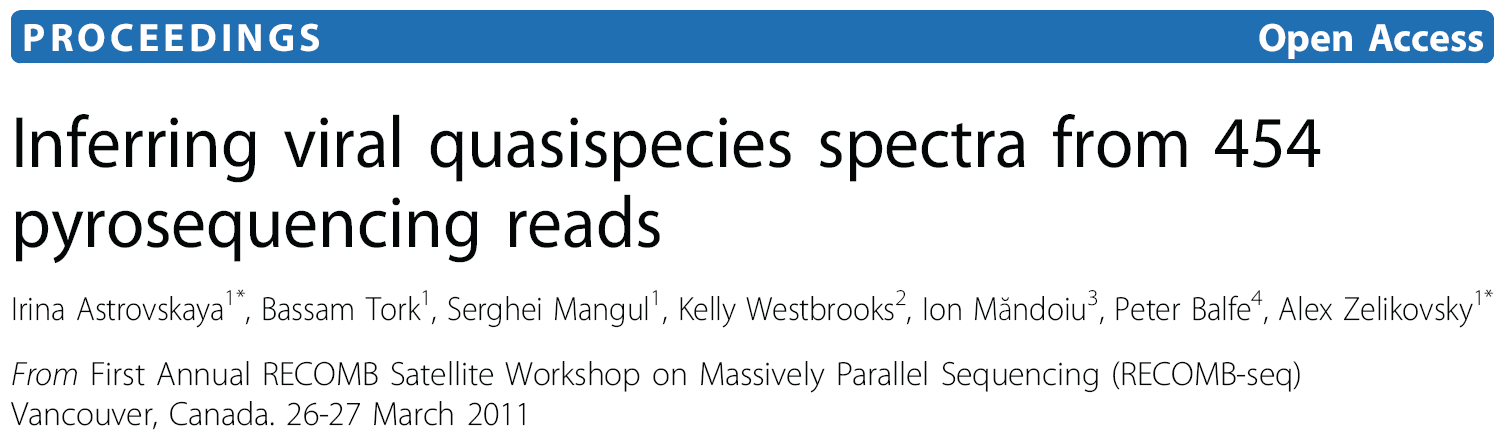 PROCEEDINGS Open Access
Inferring viral quasispecies spectra from 454
pyrosequencing reads
Irina Astrovskaya1*, Bassam Tork1, Serghei Mangul1, Kelly Westbrooks2, Ion Măndoiu3, Peter Balfe4, Alex Zelikovsky1*
From First Annual RECOMB Satellite Workshop on Massively Parallel Sequencing (RECOMB-seq)
Vancouver, Canada. 26-27 March 2011